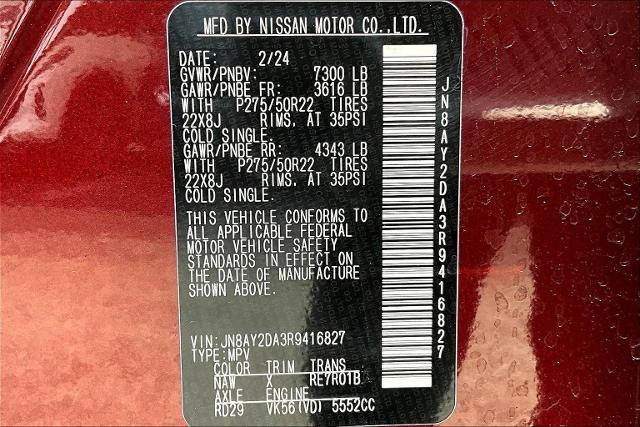 MFD BY NISSAN MOTOR CO.,LTD.
DATE: 2/24
GVWR/PNBV: 7300 LB
GAWR/PNBE FR: 3616 LB
WITH P275/50R22 TIRES
22X8J RIMS, AT 35PSI
COLD SINGLE.
GAWR/PNBE RR: 4343 LB
WITH P275/50R22 TIRES
22X8J RIMS, AT 35PSI
COLD SINGLE.
THIS VEHICLE CONFORMS TO
ALL APPLICABLE FEDERAL
MOTOR VEHICLE SAFETY
STANDARDS IN EFFECT ON
THE DATE OF MANUFACTURE
SHOWN ABOVE.
VIN: JN8AY2DA3R9416827
TYPE: MPV
COLOR TRIM TRANS
NAW X RE7R01B
AXLE ENGINE
RD29 VK56(VD) 5552CC
JN8AY2DA3R9416827